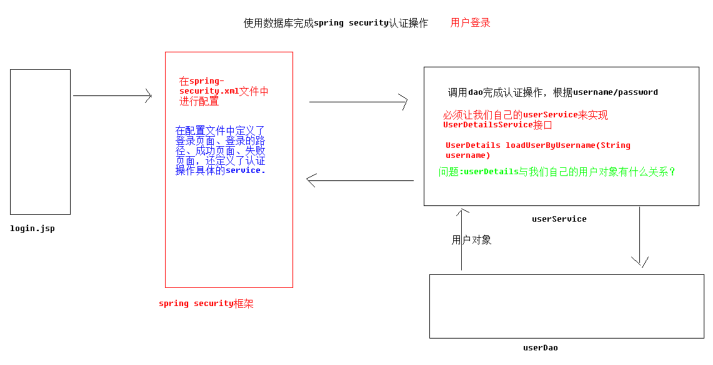 使用数据库完成spring security认证操作 用户登录
在spring-
security.xml文件中
进行配置
在配置文件中定义了
登录页面、登录的路
径、成功页面、失败
页面，还定义了认证
操作具体的service.
login.jsp
spring security框架
调用dao完成认证操作，根据username/password
必须让我们自己的userService来实现
UserDetailsService接口
UserDetails loadUserByUsername(String
username)
问题:userDetails与我们自己的用户对象有什么关系?
userService
用户对象
userDao